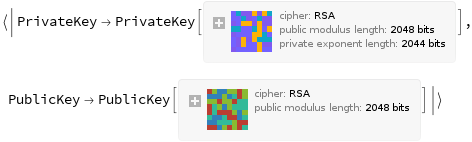 <| PrivateKey → PrivateKey[ cipher: RSA
public modulus length: 2048 bits
private exponent length: 2044 bits ],
PublicKey → PublicKey[ cipher: RSA
public modulus length: 2048 bits ] |>